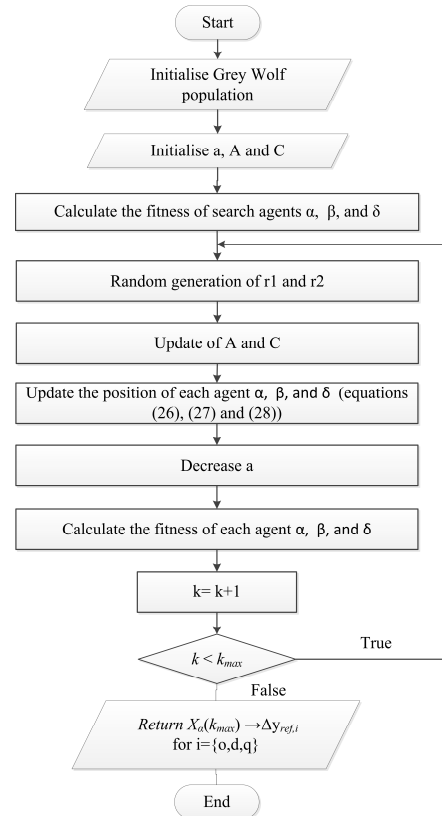 Start
Initialise Grey Wolf
population
Initialise a, A and C
Calculate the fitness of search agents α, β, and δ
Random generation of r1 and r2
Update of A and C
Update the position of each agent α, β, and δ (equations
(26), (27) and (28))
Decrease a
Calculate the fitness of each agent α, β, and δ
k= k+1
k < kmax
True
False
Return Xα(kmax) →Δyref,i
for i={o,d,q}
End